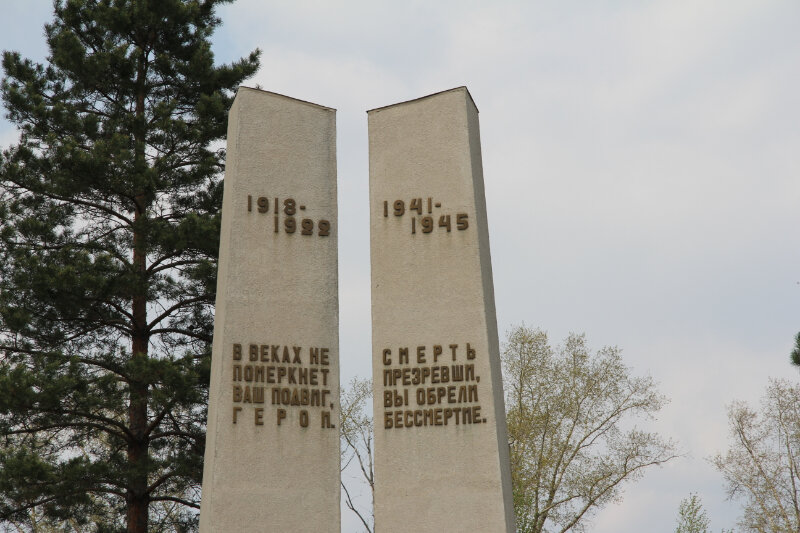 1918-
1922
В ВЕКАХ НЕ
ПОМЕРКНЕТ
ВАШ ПОДВИГ,
ГЕРОИ.
1941-
1945
СМЕРТЬ
ПРЕЗРЕВШИ,
ВЫ ОБРЕЛИ
БЕССМЕРТИЕ.